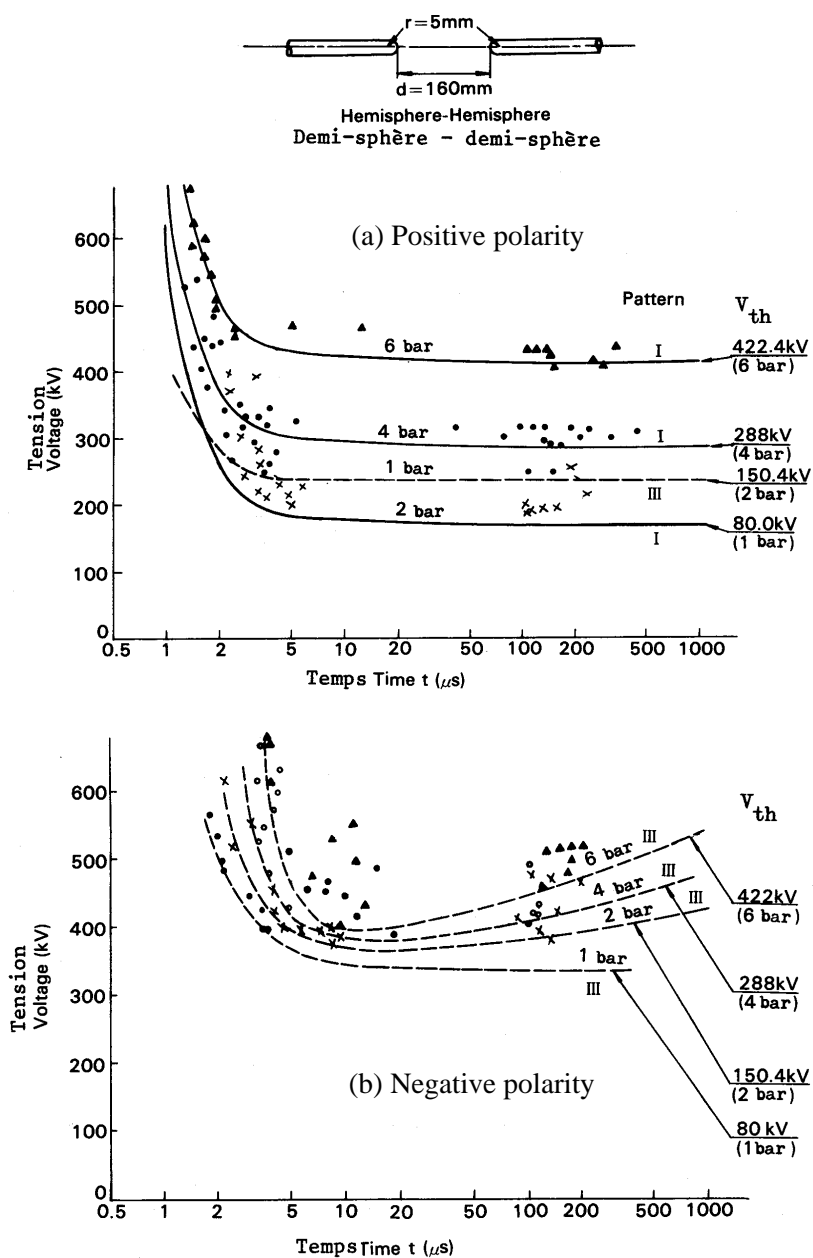 r=5mm
d=160mm
Hemisphere-Hemisphere
Demi-sphère - demi-sphère
(a) Positive polarity
Tension
Voltage (kV)
600
500
400
300
200
100
0
Pattern
V_th
6 bar
I
422.4kV
(6 bar)
4 bar
I
288kV
(4 bar)
1 bar
III
150.4kV
(2 bar)
2 bar
I
80.0kV
(1 bar)
0.5 1 2 5 10 20 50 100 200 500 1000
Temps Time t (μs)
(b) Negative polarity
Tension
Voltage (kV)
600
500
400
300
200
100
0
V_th
6 bar
III
422kV
(6 bar)
4 bar
III
288kV
(4 bar)
2 bar
III
150.4kV
(2 bar)
1 bar
III
80 kV
(1bar)
0.5 1 2 5 10 20 50 100 200 500 1000
Temps Time t (μs)